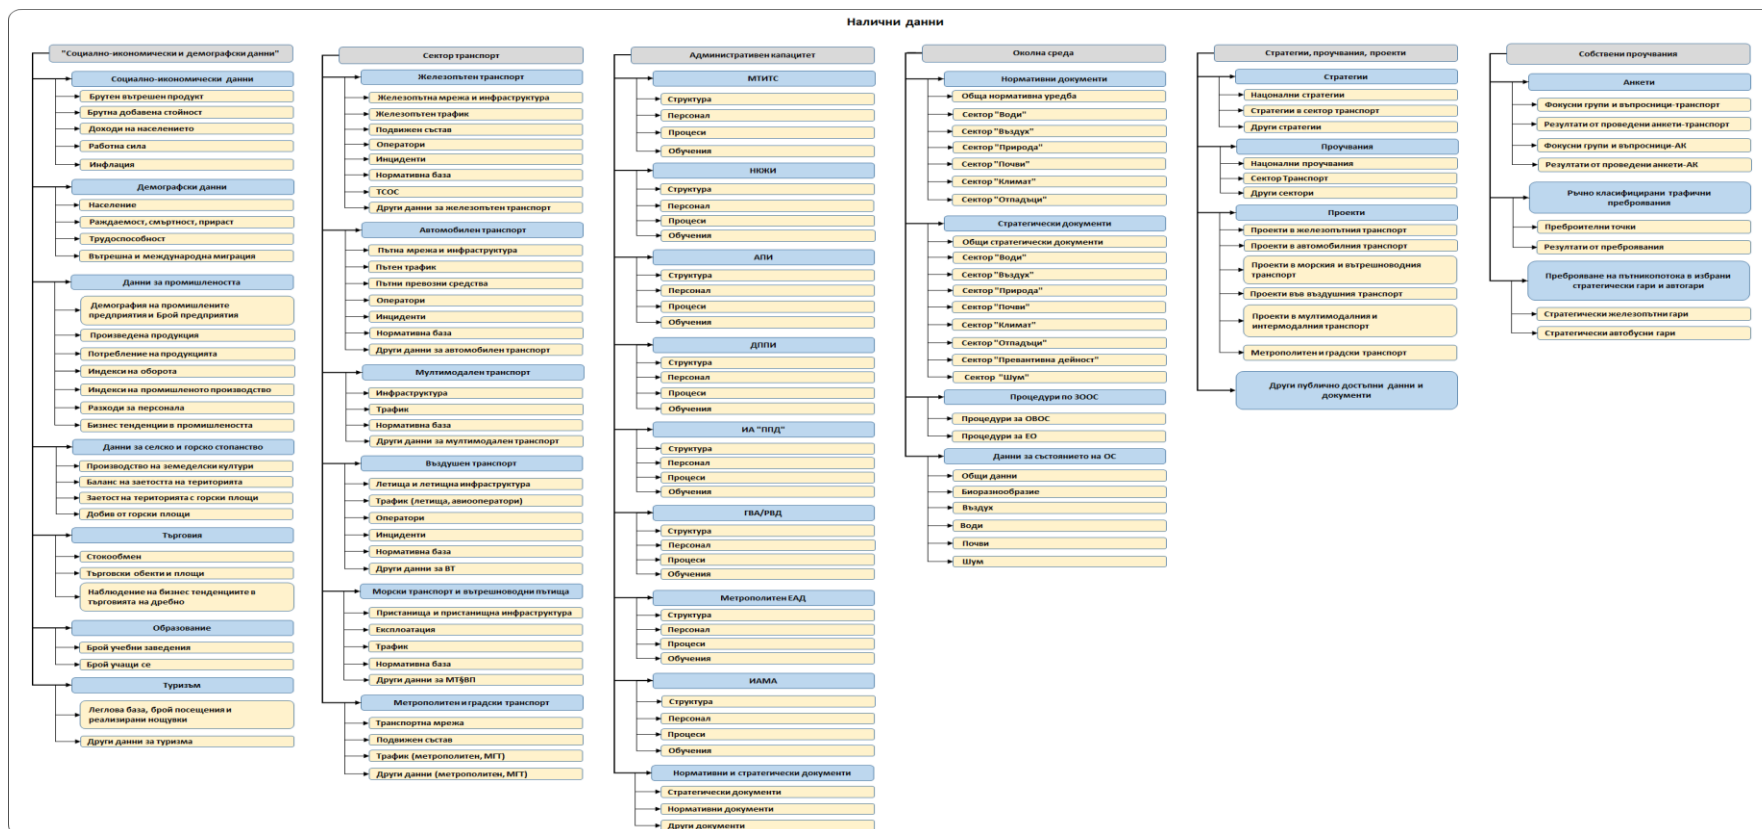 Налични данни
"Социално-икономически и демографски данни"
Социално-икономически данни
Брутен вътрешен продукт
Брутна добавена стойност
Доходи на населението
Работна сила
Инфлация
Демографски данни
Население
Раждаемост, смъртност, прираст
Трудоспособност
Вътрешна и международна миграция
Данни за промишлеността
Демография на промишлените
предприятия и Брой предприятия
Произведена продукция
Потребление на продукцията
Индекси на оборота
Индекси на промишленото производство
Разходи за персонала
Бизнес тенденции в промишлеността
Данни за селско и горско стопанство
Производство на земеделски култури
Баланс на заетостта на територията
Заетост на територията с горски площи
Добив от горски площи
Търговия
Стокообмен
Търговски обекти и площи
Наблюдение на бизнес тенденциите в
търговията на дребно
Образование
Брой учебни заведения
Брой учащи се
Туризъм
Леглова база, брой посещения и
реализирани нощувки
Други данни за туризма
Сектор транспорт
Железопътен транспорт
Железопътна мрежа и инфраструктура
Железопътен трафик
Подвижен състав
Оператори
Инциденти
Нормативна база
ТСОС
Други данни за железопътен транспорт
Автомобилен транспорт
Пътна мрежа и инфраструктура
Пътен трафик
Пътни превозни средства
Оператори
Инциденти
Нормативна база
Други данни за автомобилен транспорт
Мултимодален транспорт
Инфраструктура
Трафик
Нормативна база
Други данни за мултимодален транспорт
Въздушен транспорт
Летища и летищна инфраструктура
Трафик (летища, авиооператори)
Оператори
Инциденти
Нормативна база
Други данни за ВТ
Морски транспорт и вътрешноводни пътища
Пристанища и пристанищна инфраструктура
Експлоатация
Трафик
Нормативна база
Други данни за МТ§ВП
Метрополитен и градски транспорт
Транспортна мрежа
Подвижен състав
Трафик (метрополитен, МГТ)
Други данни (метрополитен, МГТ)
Административен капацитет
МТИТС
Структура
Персонал
Процеси
Обучения
НКЖИ
Структура
Персонал
Процеси
Обучения
АПИ
Структура
Персонал
Процеси
Обучения
ДППИ
Структура
Персонал
Процеси
Обучения
ИА "ППД"
Структура
Персонал
Процеси
Обучения
ГВА/РВД
Структура
Персонал
Процеси
Обучения
Метрополитен ЕАД
Структура
Персонал
Процеси
Обучения
ИАМА
Структура
Персонал
Процеси
Обучения
Нормативни и стратегически документи
Стратегически документи
Нормативни документи
Други документи
Околна среда
Нормативни документи
Обща нормативна уредба
Сектор "Води"
Сектор "Въздух"
Сектор "Природа"
Сектор "Почви"
Сектор "Климат"
Сектор "Отпадъци"
Стратегически документи
Общи стратегически документи
Сектор "Води"
Сектор "Въздух"
Сектор "Природа"
Сектор "Почви"
Сектор "Климат"
Сектор "Отпадъци"
Сектор "Превантивна дейност"
Сектор "Шум"
Процедури по ЗООС
Процедури за ОВОС
Процедури за ЕО
Данни за състоянието на ОС
Общи данни
Биоразнообразие
Въздух
Води
Почви
Шум
Стратегии, проучвания, проекти
Стратегии
Нацонални стратегии
Стратегии в сектор транспорт
Други стратегии
Проучвания
Нацонални проучвания
Сектор Транспорт
Други сектори
Проекти
Проекти в железопътния транспорт
Проекти в автомобилния транспорт
Проекти в морския и вътрешноводния
транспорт
Проекти във въздушния транспорт
Проекти в мултимодалния и
интермодалния транспорт
Метрополитен и градски транспорт
Други публично достъпни данни и
документи
Собствени проучвания
Анкети
Фокусни групи и въпросници-транспорт
Резултати от проведени анкети-транспорт
Фокусни групи и въпросници-АК
Резултати от проведени анкети-АК
Ръчно класифицирани трафични
преброявания
Преброителни точки
Резултати от преброявания
Преброяване на пътникопотока в избрани
стратегически гари и автогари
Стратегически железопътни гари
Стратегически автобусни гари